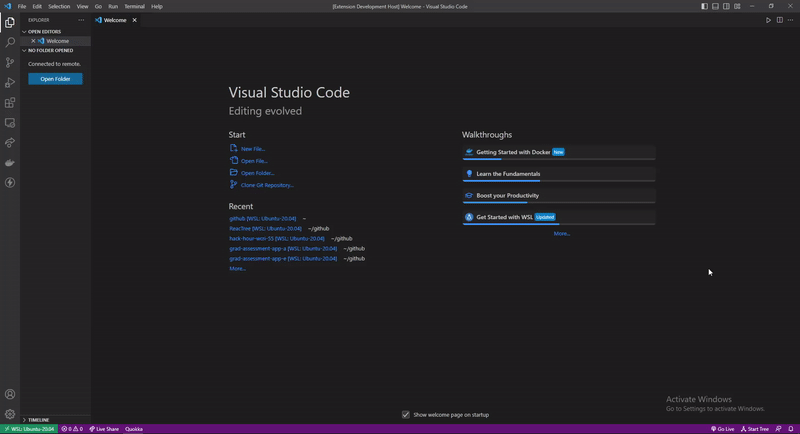 File Edit Selection View Go Run Terminal Help
[Extension Development Host] Welcome - Visual Studio Code
EXPLORER
Welcome
OPEN EDITORS
Welcome
NO FOLDER OPENED
Connected to remote.
Open Folder
Visual Studio Code
Editing evolved
Start
New File...
Open File...
Open Folder...
Clone Git Repository...
Recent
github [WSL: Ubuntu-20.04] ~
ReacTree [WSL: Ubuntu-20.04] ~/github
hack-hour-wcri-55 [WSL: Ubuntu-20.04] ~/github
grad-assessment-app-a [WSL: Ubuntu-20.04] ~/github
grad-assessment-app-e [WSL: Ubuntu-20.04] ~/github
More...
Walkthroughs
Getting Started with Docker New
Learn the Fundamentals
Boost your Productivity
Get Started with WSL Updated
More...
Show welcome page on startup
Activate Windows
Go to Settings to activate Windows.
TIMELINE
WSL: Ubuntu-20.04 0 0 Live Share Quokka
Go Live Start Tree